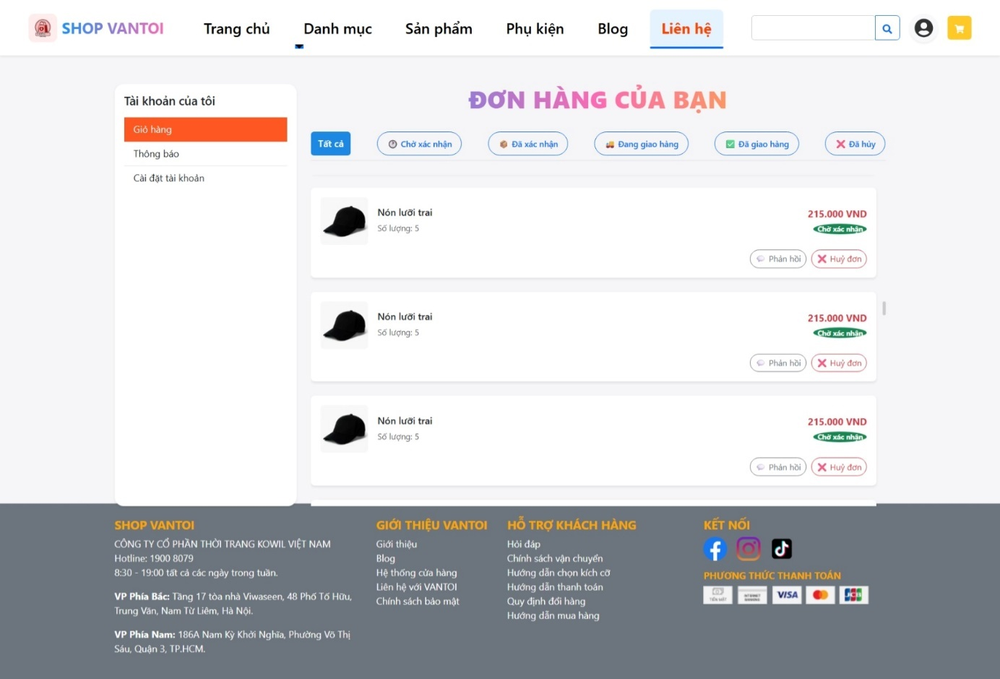 SHOP VANTOI
Trang chủ
Danh mục
Sản phẩm
Phụ kiện
Blog
Liên hệ
Tài khoản của tôi
Giỏ hàng
Thông báo
Cài đặt tài khoản
ĐƠN HÀNG CỦA BẠN
Tất cả
Chờ xác nhận
Đã xác nhận
Đang giao hàng
Đã giao hàng
Đã hủy
Nón lưỡi trai
Số lượng: 5
215.000 VND
Chờ xác nhận
Phản hồi
Huỷ đơn
Nón lưỡi trai
Số lượng: 5
215.000 VND
Chờ xác nhận
Phản hồi
Huỷ đơn
Nón lưỡi trai
Số lượng: 5
215.000 VND
Chờ xác nhận
Phản hồi
Huỷ đơn
SHOP VANTOI
CÔNG TY CỔ PHẦN THỜI TRANG KOWIL VIỆT NAM
Hotline: 1900 8079
8:30 - 19:00 tất cả các ngày trong tuần.
VP Phía Bắc: Tầng 17 tòa nhà Viwaseen, 48 Phố Tố Hữu,
Trung Văn, Nam Từ Liêm, Hà Nội.
VP Phía Nam: 186A Nam Kỳ Khởi Nghĩa, Phường Võ Thị
Sáu, Quận 3, TP.HCM.
GIỚI THIỆU VANTOI
Giới thiệu
Blog
Hệ thống cửa hàng
Liên hệ với VANTOI
Chính sách bảo mật
HỖ TRỢ KHÁCH HÀNG
Hỏi đáp
Chính sách vận chuyển
Hướng dẫn chọn kích cỡ
Hướng dẫn thanh toán
Quy định đổi hàng
Hướng dẫn mua hàng
KẾT NỐI
PHƯƠNG THỨC THANH TOÁN
TIỀN MẶT
INTERNET BANKING
VISA
JCB